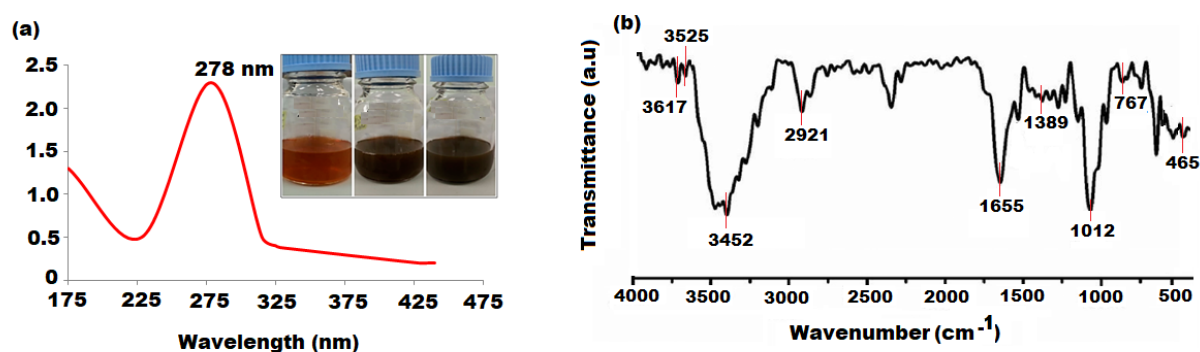 (a)
278 nm
2.5
2.0
1.5
1.0
0.5
0
175 225 275 325 375 425 475
Wavelength (nm)
(b)
Transmittance (a.u)
3525
3617
3452
2921
1655
1389
1012
767
465
4000 3500 3000 2500 2000 1500 1000 500
Wavenumber (cm⁻¹)